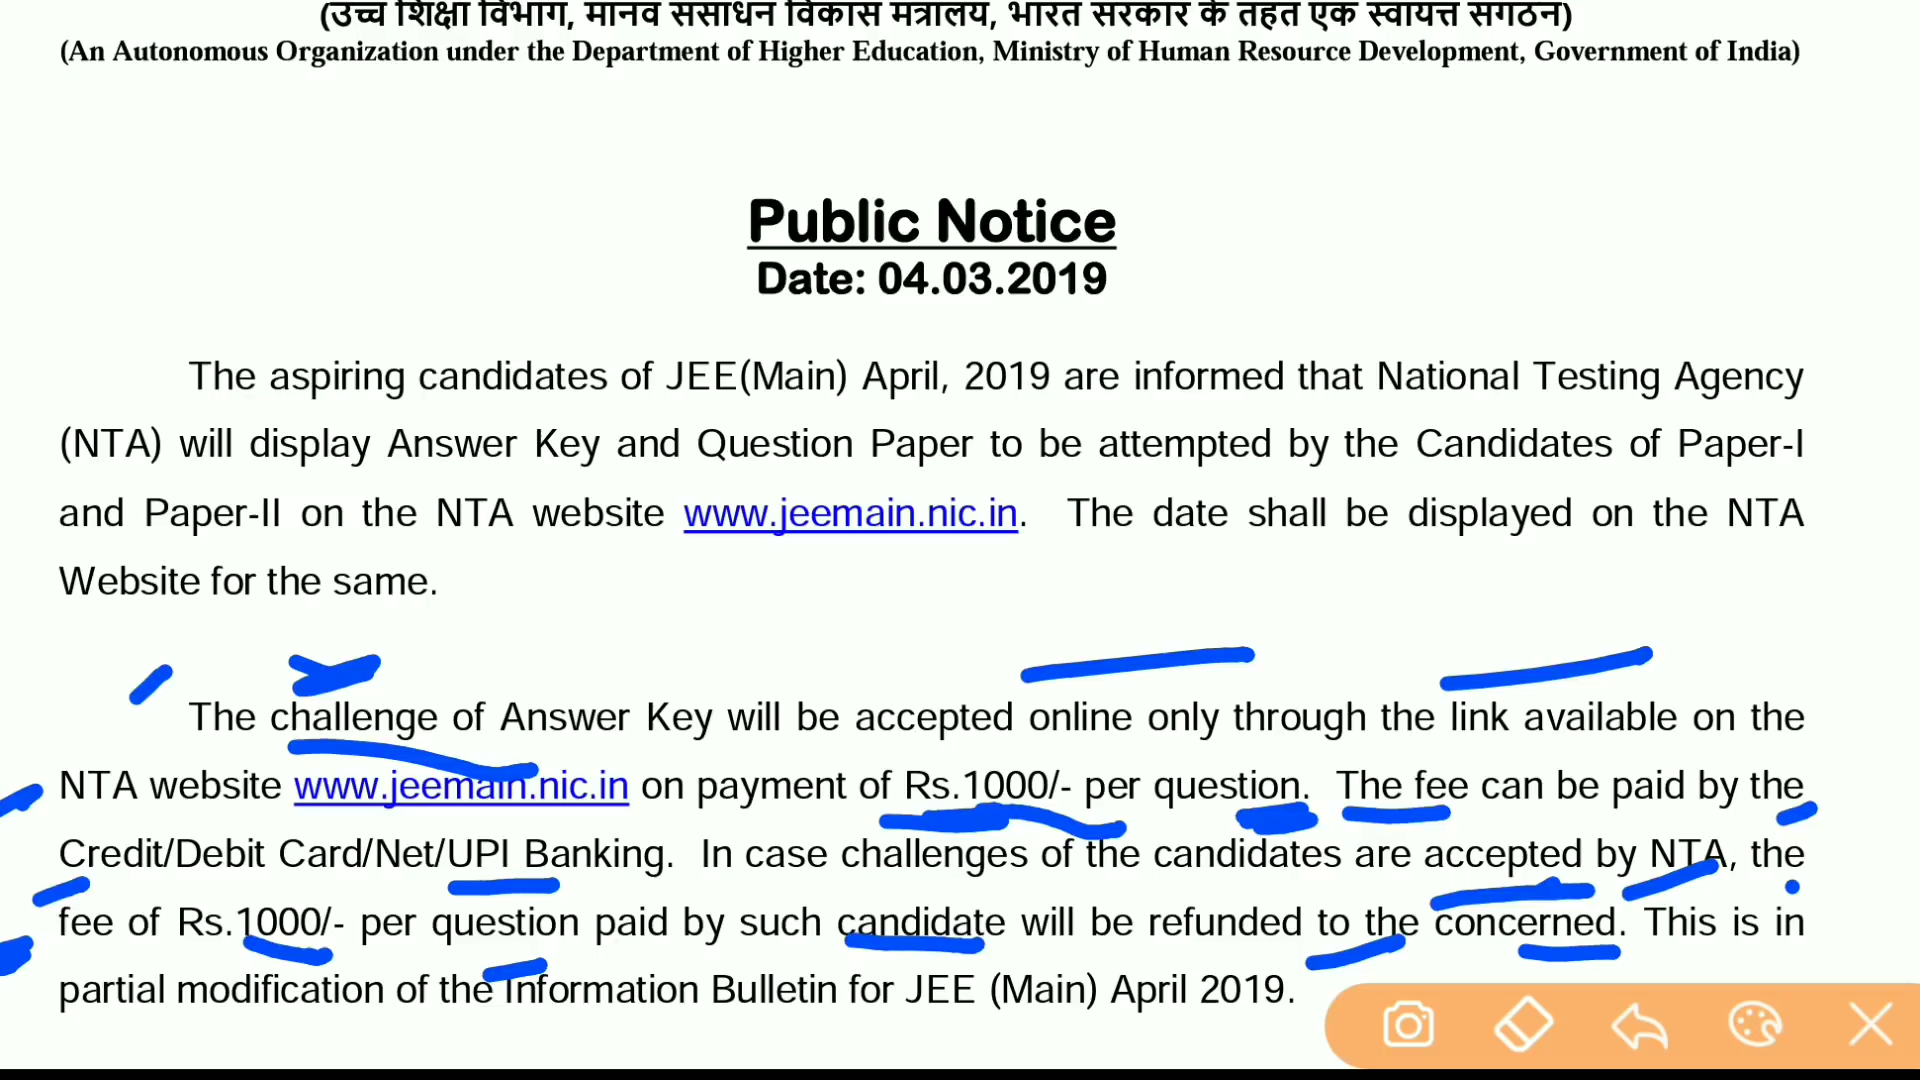 (उच्च शिक्षा विभाग, मानव संसाधन विकास मंत्रालय, भारत सरकार के तहत एक स्वायत्त संगठन)
(An Autonomous Organization under the Department of Higher Education, Ministry of Human Resource Development, Government of India)
Public Notice
Date: 04.03.2019
The aspiring candidates of JEE(Main) April, 2019 are informed that National Testing Agency
(NTA) will display Answer Key and Question Paper to be attempted by the Candidates of Paper-I
and Paper-II on the NTA website www.jeemain.nic.in. The date shall be displayed on the NTA
Website for the same.
The challenge of Answer Key will be accepted online only through the link available on the
NTA website www.jeemain.nic.in on payment of Rs.1000/- per question. The fee can be paid by the
Credit/Debit Card/Net/UPI Banking. In case challenges of the candidates are accepted by NTA, the
fee of Rs.1000/- per question paid by such candidate will be refunded to the concerned. This is in
partial modification of the Information Bulletin for JEE (Main) April 2019.